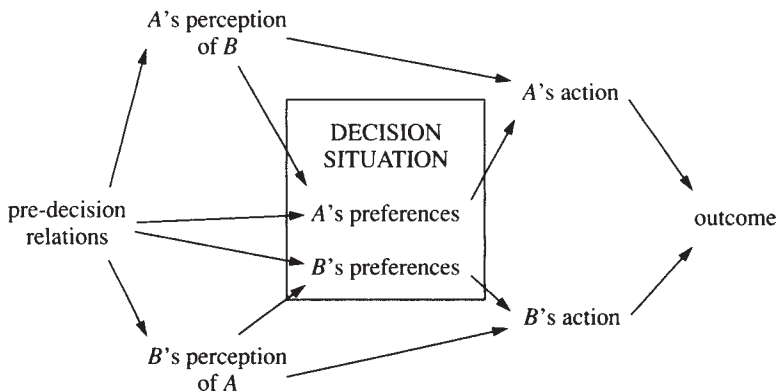 A's perception
of B
A's action
DECISION
SITUATION
pre-decision
relations
A's preferences
outcome
B's preferences
B's action
B's perception
of A